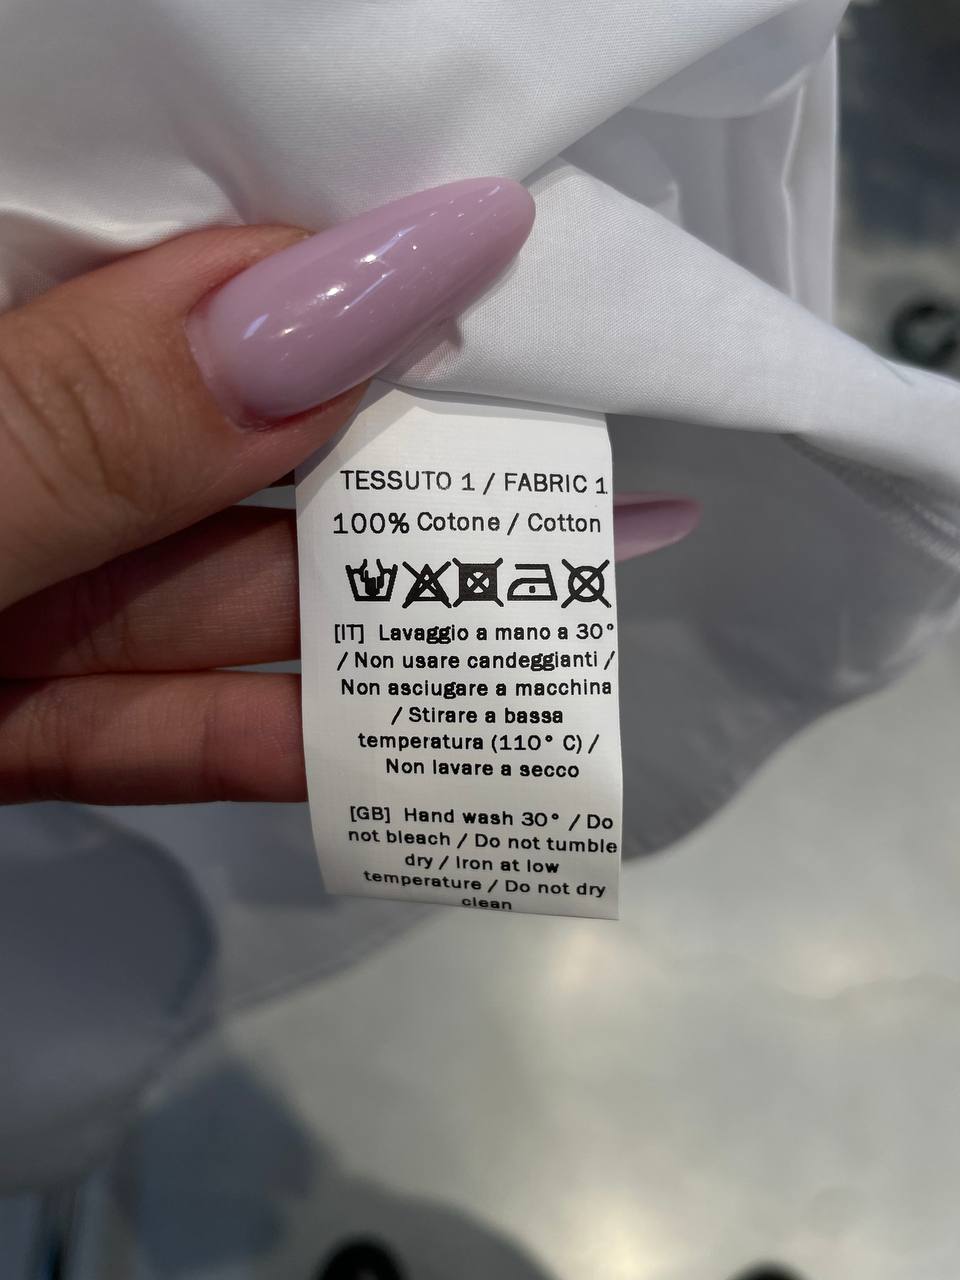 TESSUTO 1 / FABRIC 1
100% Cotone / Cotton
[IT] Lavaggio a mano a 30°
/ Non usare candeggianti /
Non asciugare a macchina
/ Stirare a bassa
temperatura (110° C) /
Non lavare a secco
[GB] Hand wash 30° / Do
not bleach / Do not tumble
dry / Iron at low
temperature / Do not dry
clean